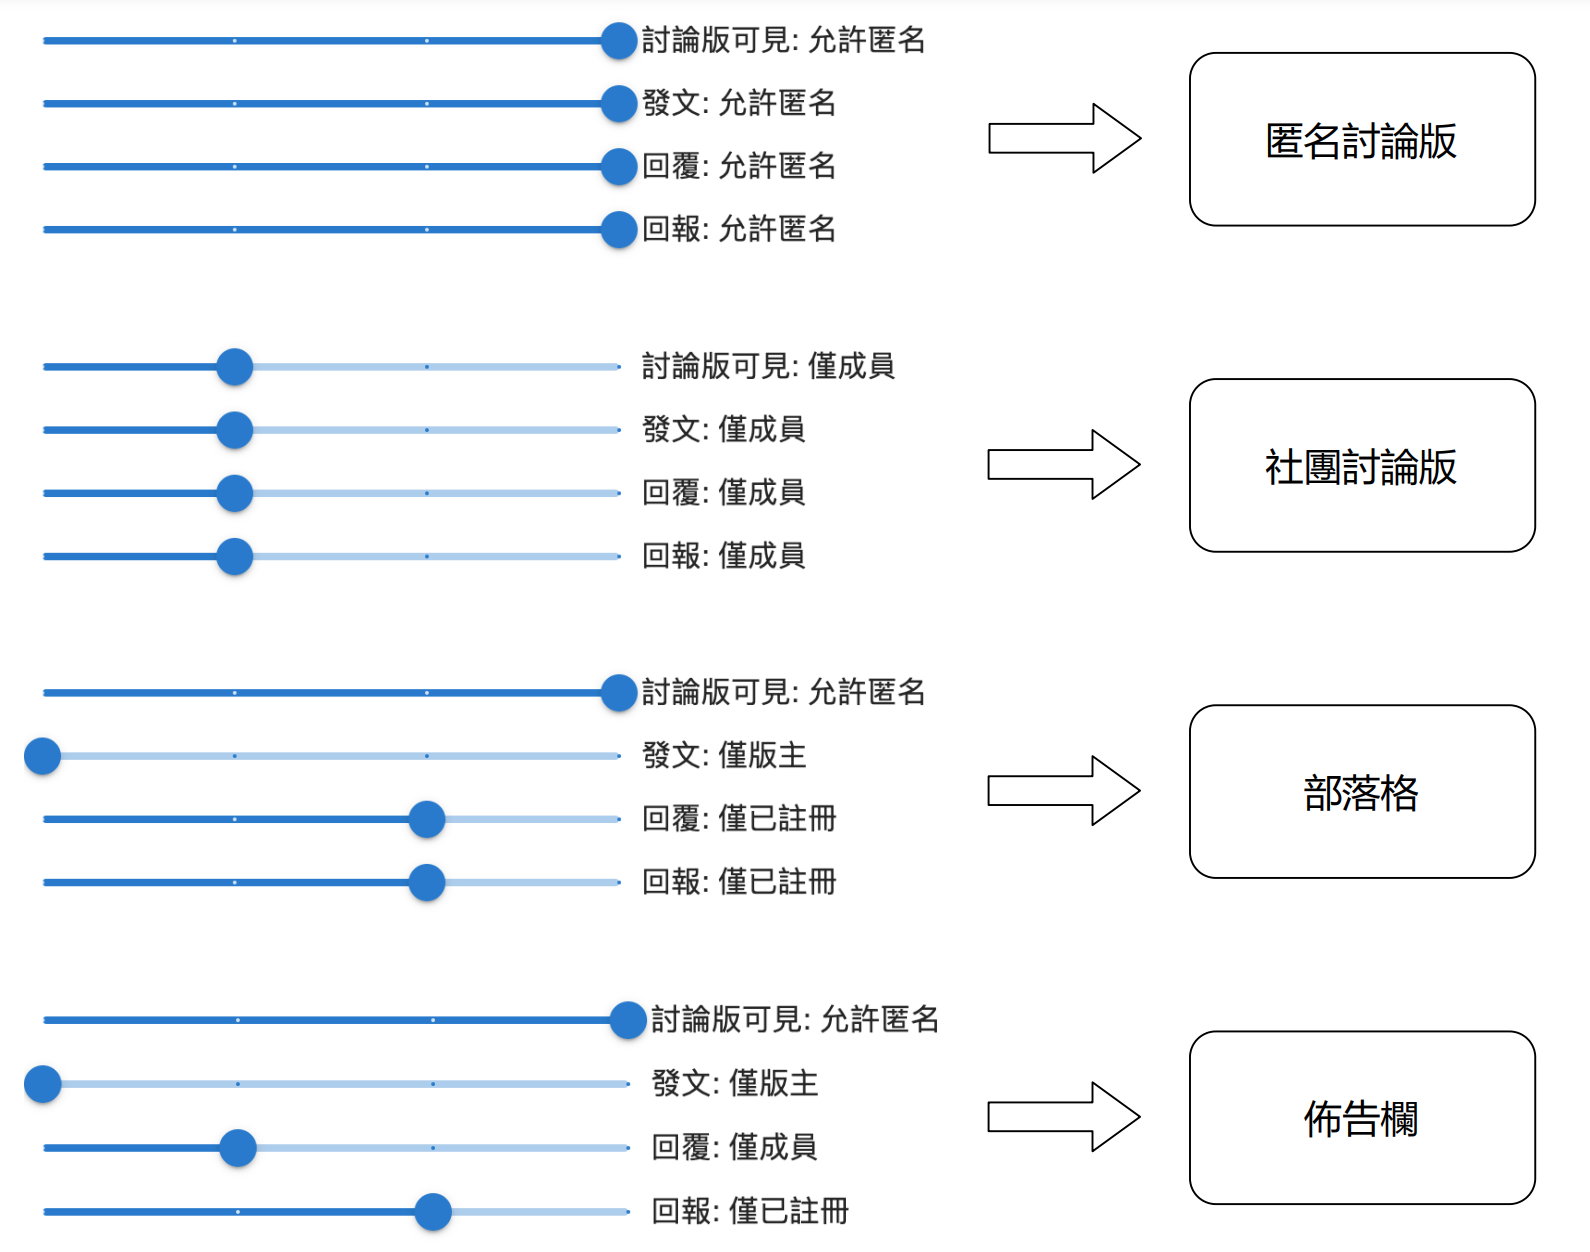 討論版可見: 允許匿名
發文: 允許匿名
回覆: 允許匿名
回報: 允許匿名
匿名討論版
討論版可見: 僅成員
發文: 僅成員
回覆: 僅成員
回報: 僅成員
社團討論版
討論版可見: 允許匿名
發文: 僅版主
回覆: 僅已註冊
回報: 僅已註冊
部落格
討論版可見: 允許匿名
發文: 僅版主
回覆: 僅成員
回報: 僅已註冊
佈告欄